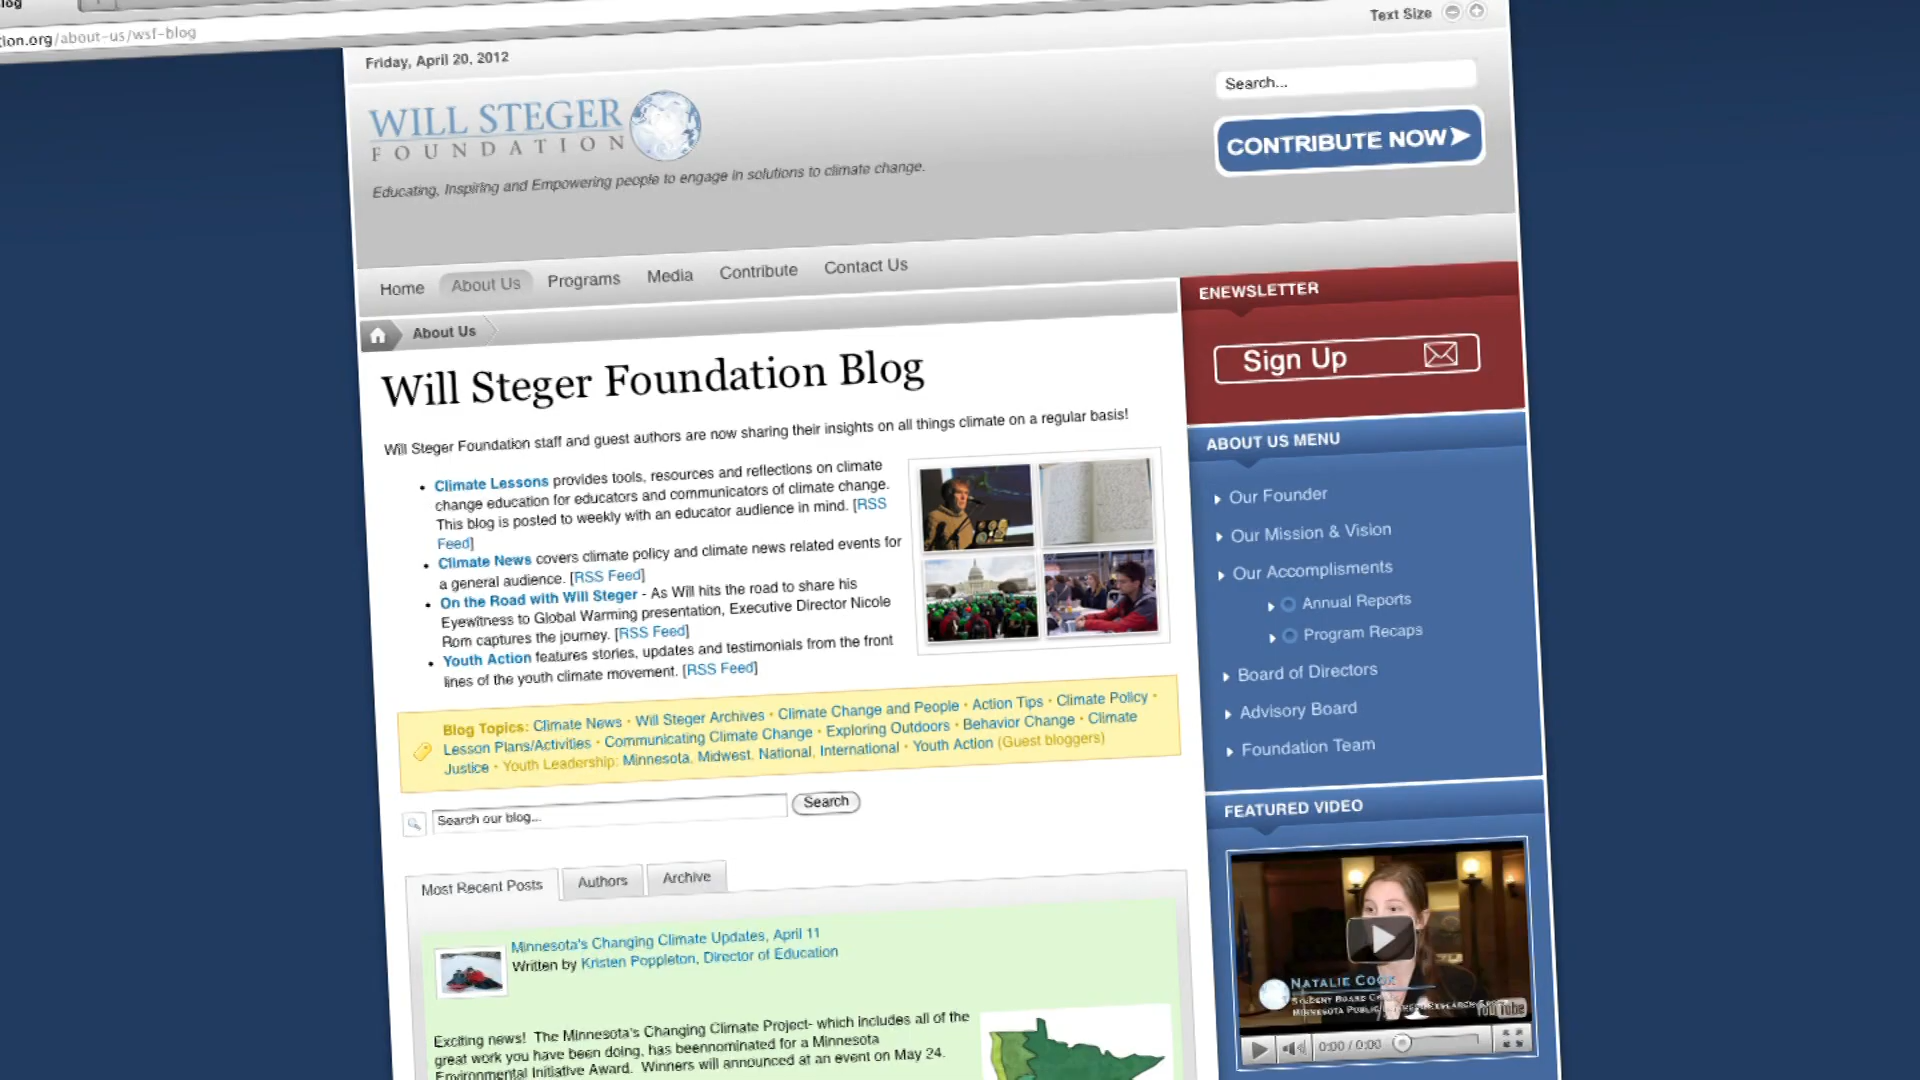 tion.org/about-us/wsf-blog
Text Size
Friday, April 20, 2012
Search...
WILL STEGER
FOUNDATION
CONTRIBUTE NOW
Educating, Inspiring and Empowering people to engage in solutions to climate change.
Home About Us Programs Media Contribute Contact Us
About Us
Will Steger Foundation Blog
Will Steger Foundation staff and guest authors are now sharing their insights on all things climate on a regular basis!
• Climate Lessons provides tools, resources and reflections on climate
change education for educators and communicators of climate change.
This blog is posted to weekly with an educator audience in mind. [RSS
Feed]
• Climate News covers climate policy and climate news related events for
a general audience. [RSS Feed]
• On the Road with Will Steger - As Will hits the road to share his
Eyewitness to Global Warming presentation, Executive Director Nicole
Rom captures the journey. [RSS Feed]
• Youth Action features stories, updates and testimonials from the front
lines of the youth climate movement. [RSS Feed]
Blog Topics: Climate News • Will Steger Archives • Climate Change and People • Action Tips • Climate Policy •
Lesson Plans/Activities • Communicating Climate Change • Exploring Outdoors • Behavior Change • Climate
Justice • Youth Leadership: Minnesota, Midwest, National, International • Youth Action (Guest bloggers)
Search our blog... Search
Most Recent Posts Authors Archive
Minnesota's Changing Climate Updates, April 11
Written by Kristen Poppleton, Director of Education
Exciting news! The Minnesota's Changing Climate Project- which includes all of the
great work you have been doing, has beennominated for a Minnesota
Environmental Initiative Award. Winners will announced at an event on May 24.
ENEWSLETTER
Sign Up
ABOUT US MENU
Our Founder
Our Mission & Vision
Our Accomplisments
Annual Reports
Program Recaps
Board of Directors
Advisory Board
Foundation Team
FEATURED VIDEO
NATALIE COOK
STUDENT BOARD
MINNESOTA PUBLIC RESEARCH
YouTube
0:00 / 0:00